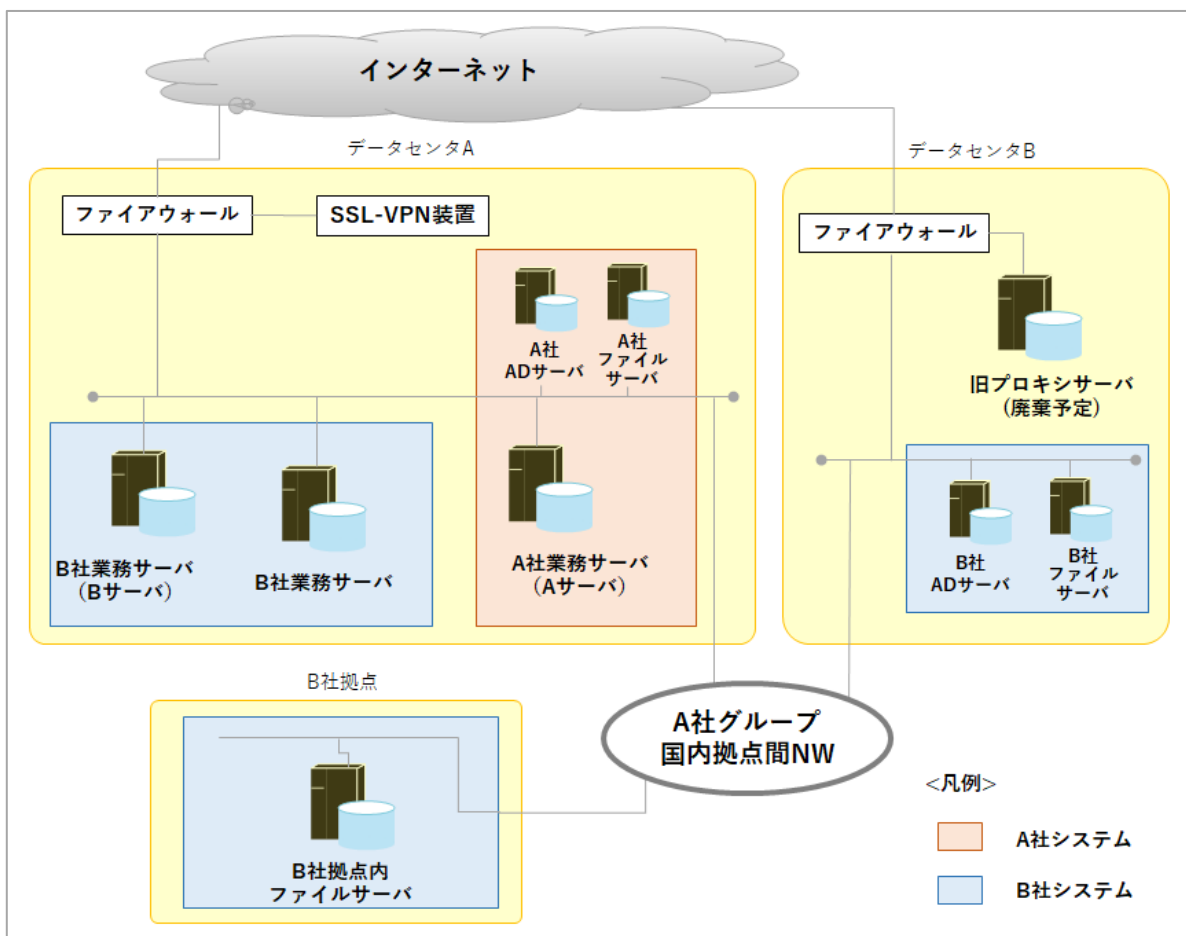 インターネット
データセンタA
データセンタB
ファイアウォール
SSL-VPN装置
ファイアウォール
A社
ADサーバ
A社
ファイル
サーバ
旧プロキシサーバ
(廃棄予定)
B社業務サーバ
(Bサーバ)
B社業務サーバ
A社業務サーバ
(Aサーバ)
B社
ADサーバ
B社
ファイル
サーバ
B社拠点
A社グループ
国内拠点間NW
B社拠点内
ファイルサーバ
<凡例>
A社システム
B社システム